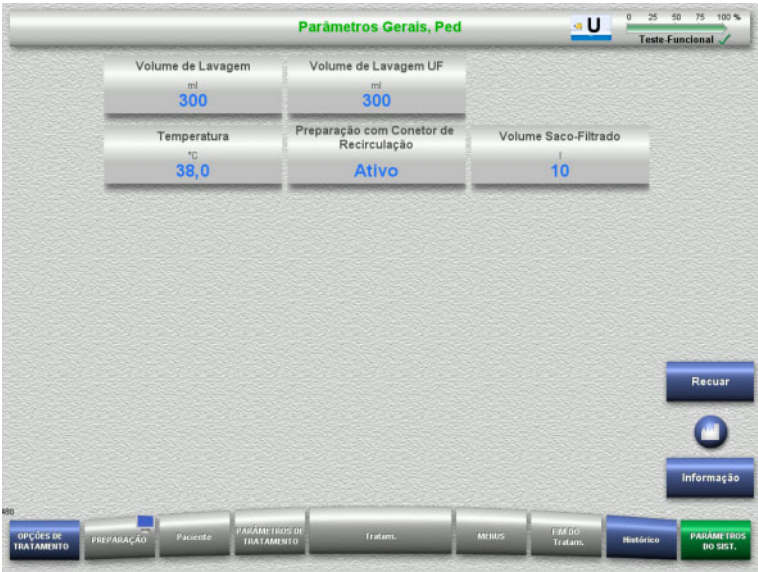 Parâmetros Gerais, Ped
U
0 25 50 75 100 %
Teste-Funcional
Volume de Lavagem
ml
300
Volume de Lavagem UF
ml
300
Temperatura
°C
38,0
Preparação com Conetor de
Recirculação
Ativo
Volume Saco-Filtrado
l
10
Recuar
Informação
480
OPÇÕES DE
TRATAMENTO
PREPARAÇÃO
Paciente
PARÂMETROS DE
TRATAMENTO
Tratam.
MENUS
FIM DO
Tratam.
Histórico
PARÂMETROS
DO SIST.